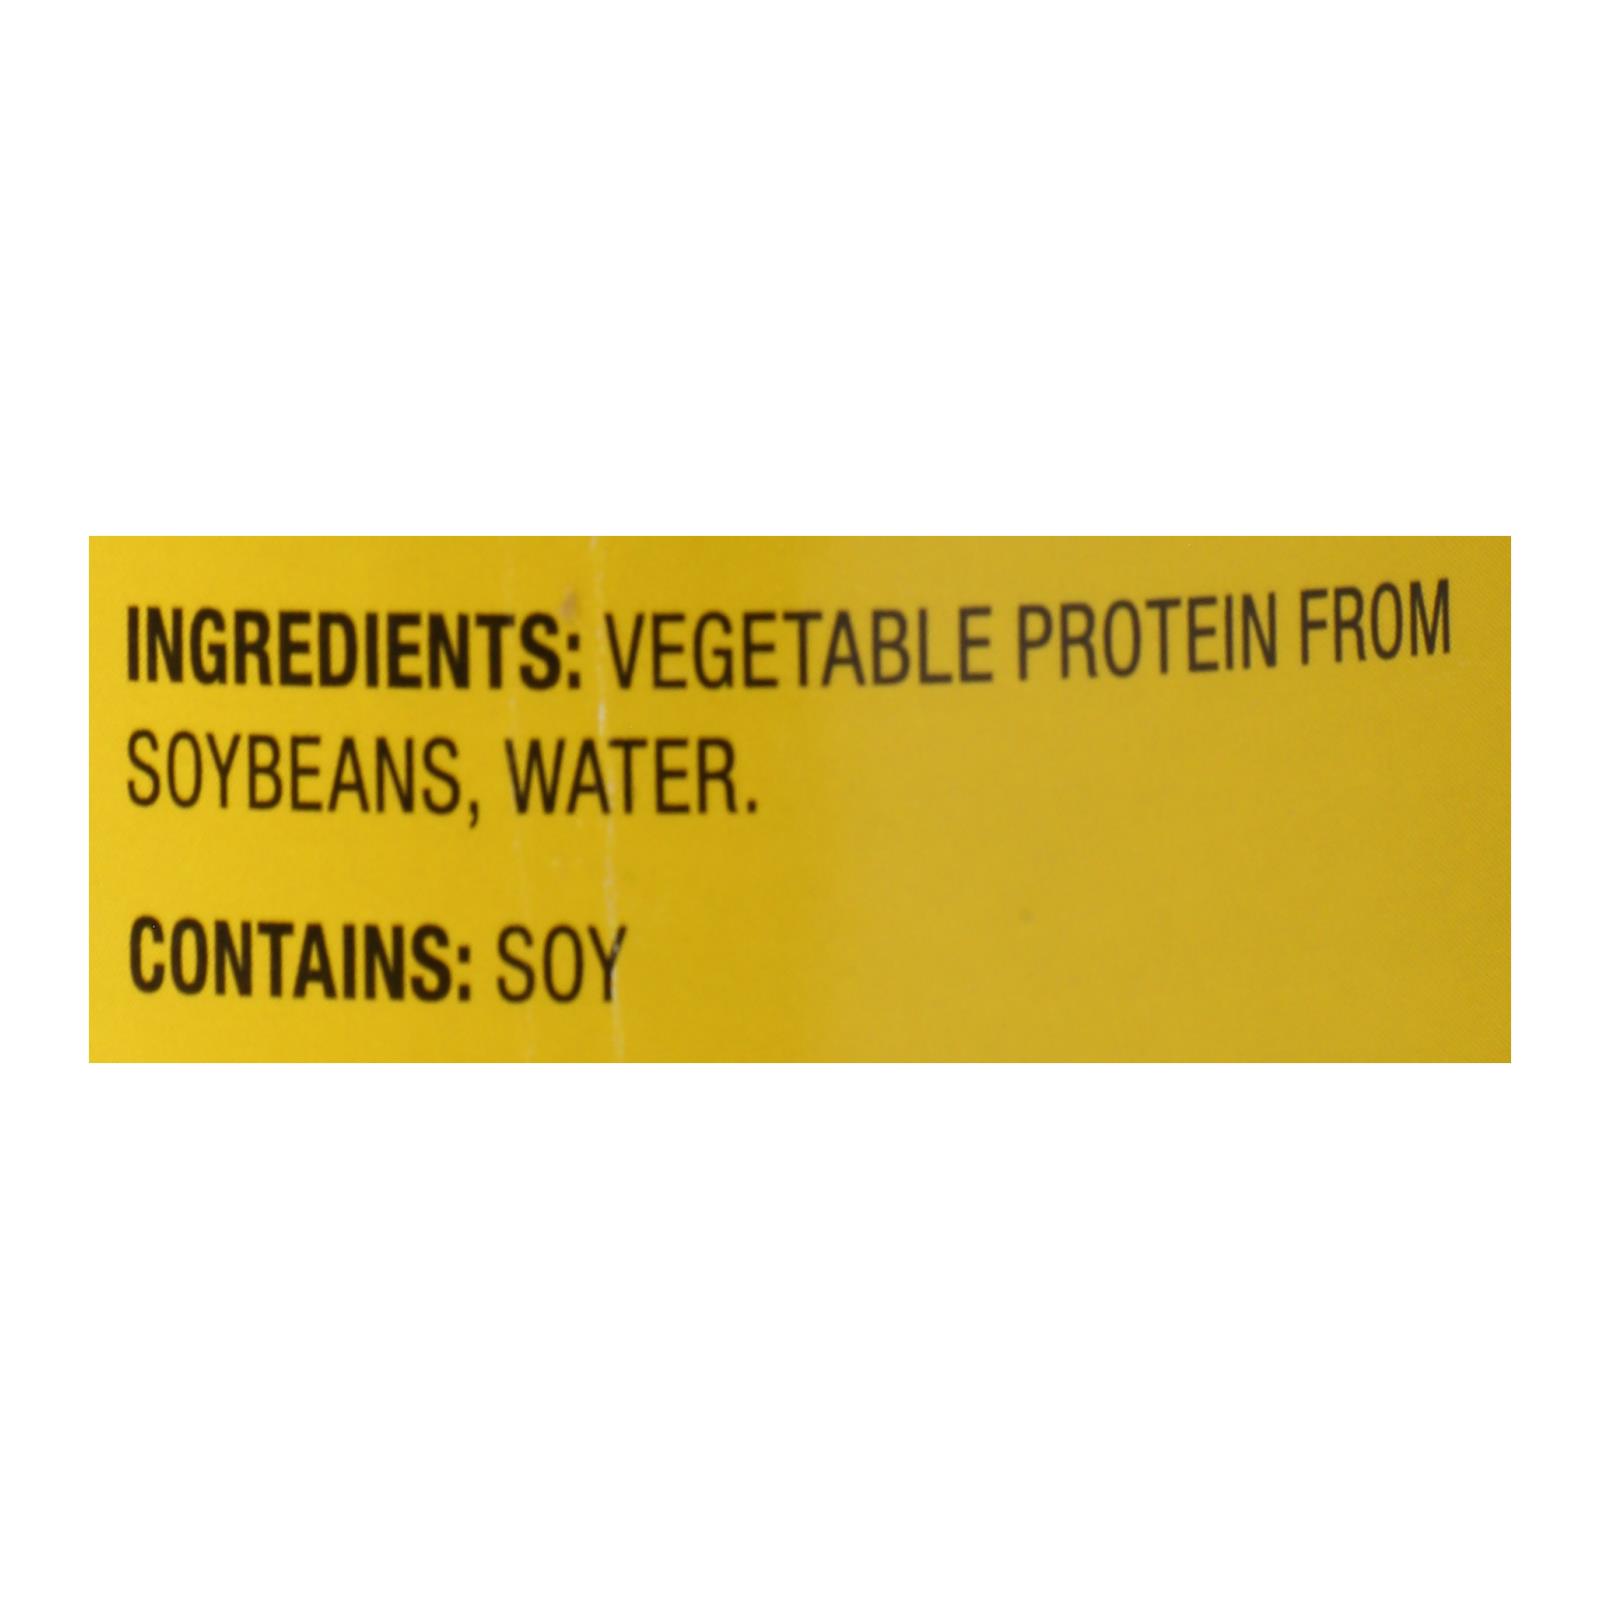 INGREDIENTS: VEGETABLE PROTEIN FROM
SOYBEANS, WATER.
CONTAINS: SOY